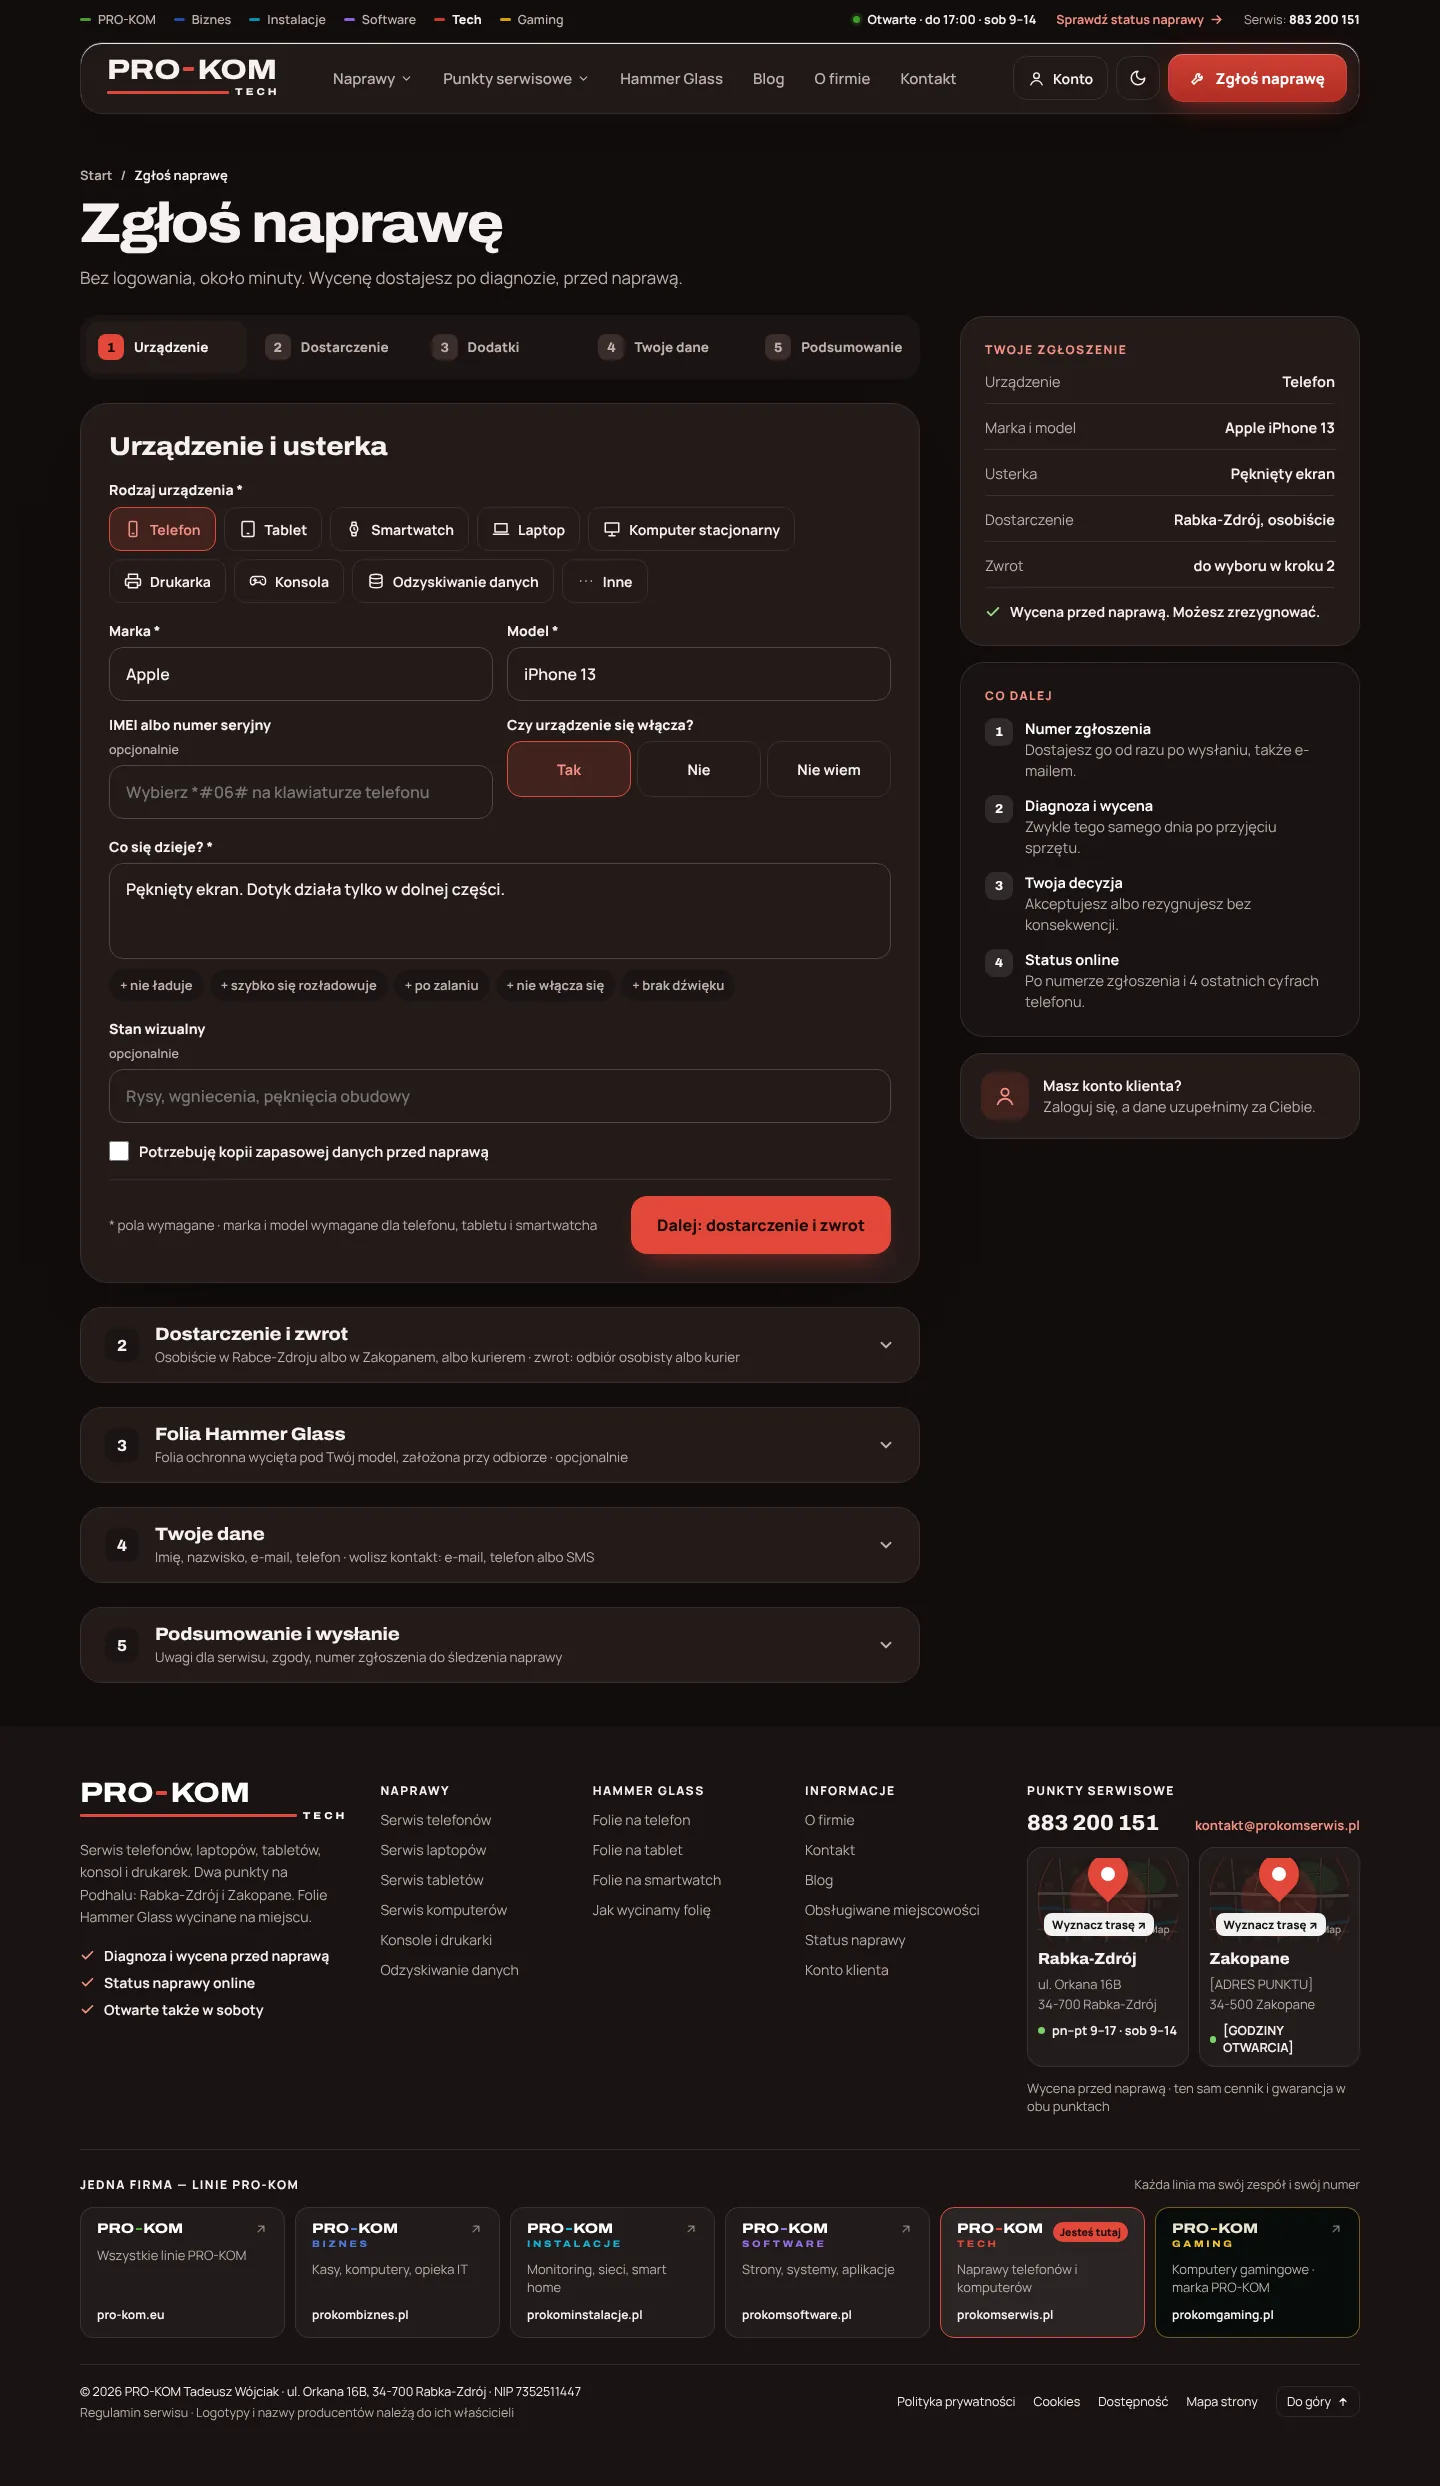 PRO-KOM
Biznes
Instalacje
Software
Tech
Gaming
Otwarte · do 17:00 · sob 9–14
Sprawdź status naprawy →
Serwis: 883 200 151
PRO-KOM
TECH
Naprawy
Punkty serwisowe
Hammer Glass
Blog
O firmie
Kontakt
Konto
Zgłoś naprawę
Start / Zgłoś naprawę
Zgłoś naprawę
Bez logowania, około minuty. Wycenę dostajesz po diagnozie, przed naprawą.
1 Urządzenie
2 Dostarczenie
3 Dodatki
4 Twoje dane
5 Podsumowanie
Urządzenie i usterka
Rodzaj urządzenia *
Telefon
Tablet
Smartwatch
Laptop
Komputer stacjonarny
Drukarka
Konsola
Odzyskiwanie danych
Inne
Marka *
Model *
Apple
iPhone 13
IMEI albo numer seryjny
opcjonalnie
Wybierz *#06# na klawiaturze telefonu
Czy urządzenie się włącza?
Tak
Nie
Nie wiem
Co się dzieje? *
Pęknięty ekran. Dotyk działa tylko w dolnej części.
+ nie ładuje
+ szybko się rozładowuje
+ po zalaniu
+ nie włącza się
+ brak dźwięku
Stan wizualny
opcjonalnie
Rysy, wgniecenia, pęknięcia obudowy
Potrzebuję kopii zapasowej danych przed naprawą
* pola wymagane · marka i model wymagane dla telefonu, tabletu i smartwatcha
Dalej: dostarczenie i zwrot
TWOJE ZGŁOSZENIE
Urządzenie Telefon
Marka i model Apple iPhone 13
Usterka Pęknięty ekran
Dostarczenie Rabka-Zdrój, osobiście
Zwrot do wyboru w kroku 2
Wycena przed naprawą. Możesz zrezygnować.
CO DALEJ
1 Numer zgłoszenia
Dostajesz go od razu po wysłaniu, także e-
mailem.
2 Diagnoza i wycena
Zwykle tego samego dnia po przyjęciu
sprzętu.
3 Twoja decyzja
Akceptujesz albo rezygnujesz bez
konsekwencji.
4 Status online
Po numerze zgłoszenia i 4 ostatnich cyfrach
telefonu.
Masz konto klienta?
Zaloguj się, a dane uzupełnimy za Ciebie.
2 Dostarczenie i zwrot
Osobiście w Rabce-Zdroju albo w Zakopanem, albo kurierem · zwrot: odbiór osobisty albo kurier
3 Folia Hammer Glass
Folia ochronna wycięta pod Twój model, założona przy odbiorze · opcjonalnie
4 Twoje dane
Imię, nazwisko, e-mail, telefon · wolisz kontakt: e-mail, telefon albo SMS
5 Podsumowanie i wysłanie
Uwagi dla serwisu, zgody, numer zgłoszenia do śledzenia naprawy
PRO-KOM
TECH
Serwis telefonów, laptopów, tabletów,
konsol i drukarek. Dwa punkty na
Podhalu: Rabka-Zdrój i Zakopane. Folie
Hammer Glass wycinane na miejscu.
Diagnoza i wycena przed naprawą
Status naprawy online
Otwarte także w soboty
NAPRAWY
Serwis telefonów
Serwis laptopów
Serwis tabletów
Serwis komputerów
Konsole i drukarki
Odzyskiwanie danych
HAMMER GLASS
Folie na telefon
Folie na tablet
Folie na smartwatch
Jak wycinamy folię
INFORMACJE
O firmie
Kontakt
Blog
Obsługiwane miejscowości
Status naprawy
Konto klienta
PUNKTY SERWISOWE
883 200 151
kontakt@prokomserwis.pl
Wyznacz trasę ↗
Rabka-Zdrój
ul. Orkana 16B
34-700 Rabka-Zdrój
pn–pt 9–17 · sob 9–14
Wyznacz trasę ↗
Zakopane
[ADRES PUNKTU]
34-500 Zakopane
[GODZINY
OTWARCIA]
Wycena przed naprawą · ten sam cennik i gwarancja w
obu punktach
JEDNA FIRMA — LINIE PRO-KOM
Każda linia ma swój zespół i swój numer
PRO-KOM
Wszystkie linie PRO-KOM
pro-kom.eu
PRO-KOM
BIZNES
Kasy, komputery, opieka IT
prokombiznes.pl
PRO-KOM
INSTALACJE
Monitoring, sieci, smart
home
prokominstalacje.pl
PRO-KOM
SOFTWARE
Strony, systemy, aplikacje
prokomsoftware.pl
PRO-KOM
TECH
Jesteś tutaj
Naprawy telefonów i
komputerów
prokomserwis.pl
PRO-KOM
GAMING
Komputery gamingowe ·
marka PRO-KOM
prokomgaming.pl
© 2026 PRO-KOM Tadeusz Wójciak · ul. Orkana 16B, 34-700 Rabka-Zdrój · NIP 7352511447
Regulamin serwisu · Logotypy i nazwy producentów należą do ich właścicieli
Polityka prywatności
Cookies
Dostępność
Mapa strony
Do góry ↑